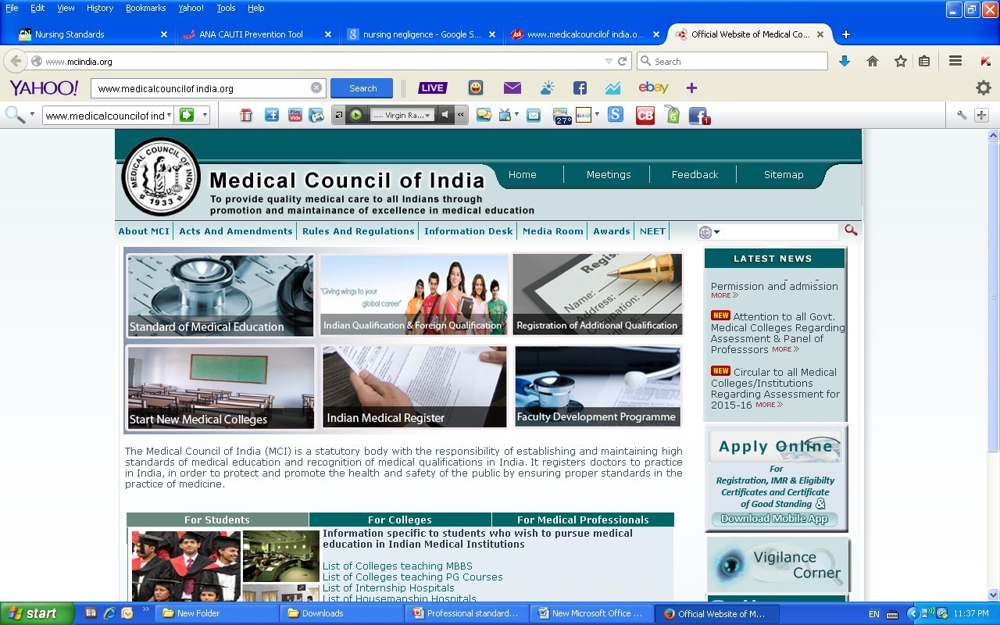 File Edit View History Bookmarks Yahoo! Tools Help
Nursing Standards
ANA CAUTI Prevention Tool
nursing negligence - Google S...
www.medicalcouncilof india.o...
Official Website of Medical Co...
www.mciindia.org
Search
YAHOO!
www.medicalcouncilof india.org
Search
LIVE
ebay
www.medicalcouncilof ind
Play Vids
..... Virgin Ra...
27°
S
CB
G
1
MEDICAL COUNCIL OF INDIA
1933
Medical Council of India
To provide quality medical care to all Indians through
promotion and maintainance of excellence in medical education
Home Meetings Feedback Sitemap
About MCI Acts And Amendments Rules And Regulations Information Desk Media Room Awards NEET
Standard of Medical Education
"Giving wings to your
global career"
Indian Qualification & Foreign Qualification
Regis
Name:
Address:
Occupation:
Registration of Additional Qualification
Start New Medical Colleges
Indian Medical Register
Faculty Development Programme
LATEST NEWS
Permission and admission
MORE »
NEW Attention to all Govt.
Medical Colleges Regarding
Assessment & Panel of
Professsors MORE »
NEW Circular to all Medical
Colleges/Institutions
Regarding Assessment for
2015-16 MORE »
Apply Online
For
Registration, IMR & Eligibilty
Certificates and Certificate
of Good Standing &
Download Mobile App
Vigilance
Corner
The Medical Council of India (MCI) is a statutory body with the responsibility of establishing and maintaining high
standards of medical education and recognition of medical qualifications in India. It registers doctors to practice
in India, in order to protect and promote the health and safety of the public by ensuring proper standards in the
practice of medicine.
For Students For Colleges For Medical Professionals
Information specific to students who wish to pursue medical
education in Indian Medical Institutions
List of Colleges teaching MBBS
List of Colleges teaching PG Courses
List of Internship Hospitals
List of Housemanship Hospitals
start
New Folder
Downloads
Professional standard...
New Microsoft Office ...
Official Website of M...
EN
11:37 PM